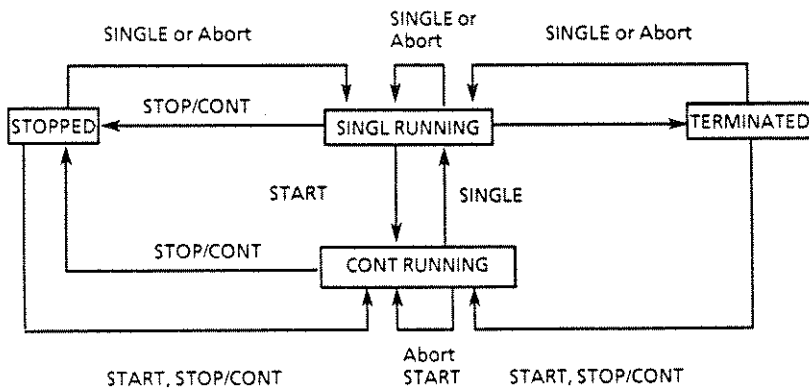 SINGLE or Abort
SINGLE or
Abort
SINGLE or Abort
STOP/CONT
STOPPED
SINGL RUNNING
TERMINATED
START
SINGLE
STOP/CONT
CONT RUNNING
Abort
START
START, STOP/CONT
START, STOP/CONT